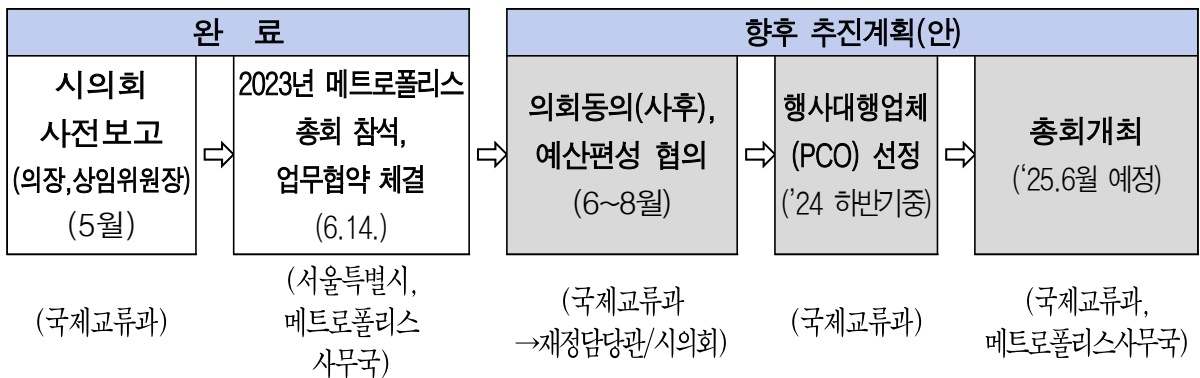 완 료
향후 추진계획(안)
시의회
사전보고
(의장,상임위원장)
(5월)
2023년 메트로폴리스
총회 참석,
업무협약 체결
(6.14.)
의회동의(사후),
예산편성 협의
(6~8월)
행사대행업체
(PCO) 선정
(’24 하반기중)
총회개최
(‘25.6월 예정)
(국제교류과)
(서울특별시,
메트로폴리스
사무국)
(국제교류과
→재정담당관/시의회)
(국제교류과)
(국제교류과,
메트로폴리스사무국)